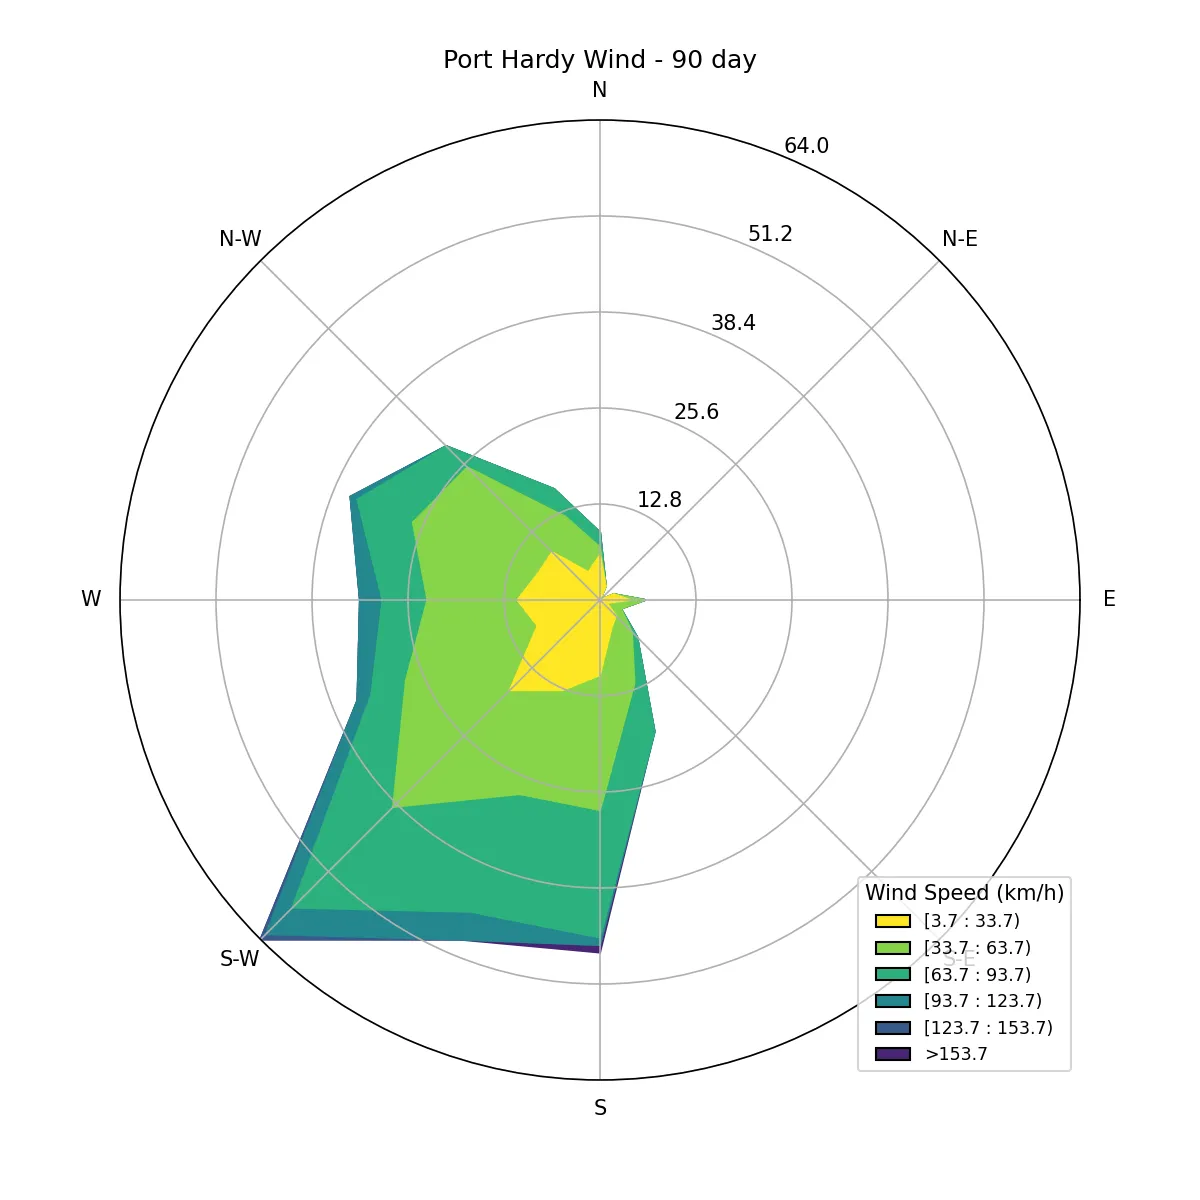 Port Hardy Wind - 90 day
N
64.0
51.2
N-W
N-E
38.4
25.6
12.8
W
E
Wind Speed (km/h)
[3.7 : 33.7)
[33.7 : 63.7)
S-W
S-E
[63.7 : 93.7)
[93.7 : 123.7)
[123.7 : 153.7)
>153.7
S